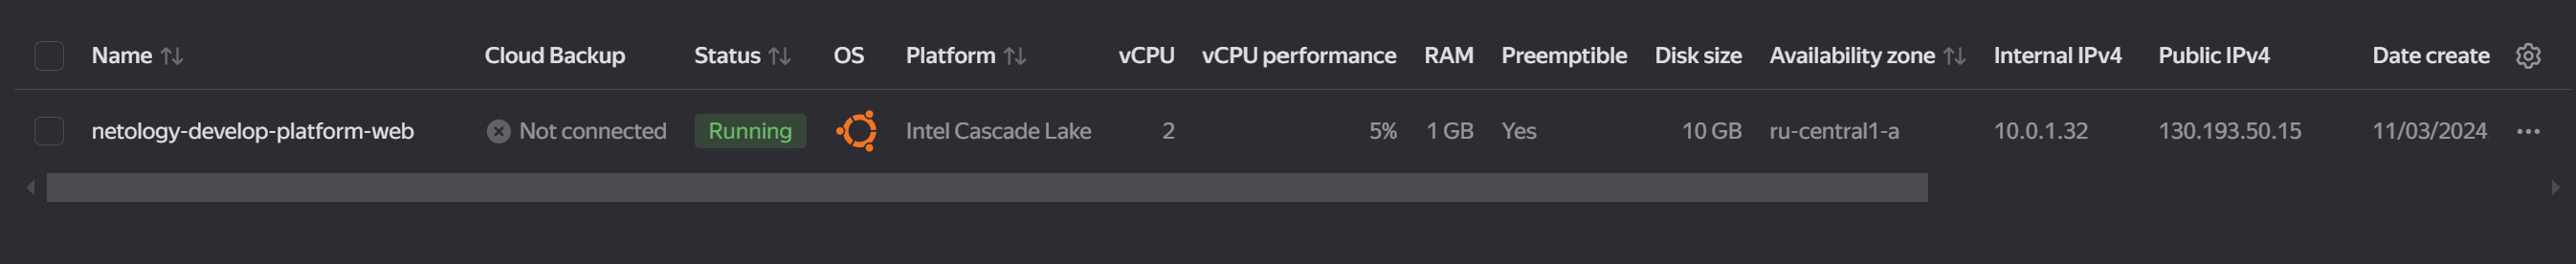 Name Cloud Backup Status OS Platform vCPU vCPU performance RAM Preemptible Disk size Availability zone Internal IPv4 Public IPv4 Date create
netology-develop-platform-web Not connected Running Intel Cascade Lake 2 5% 1 GB Yes 10 GB ru-central1-a 10.0.1.32 130.193.50.15 11/03/2024